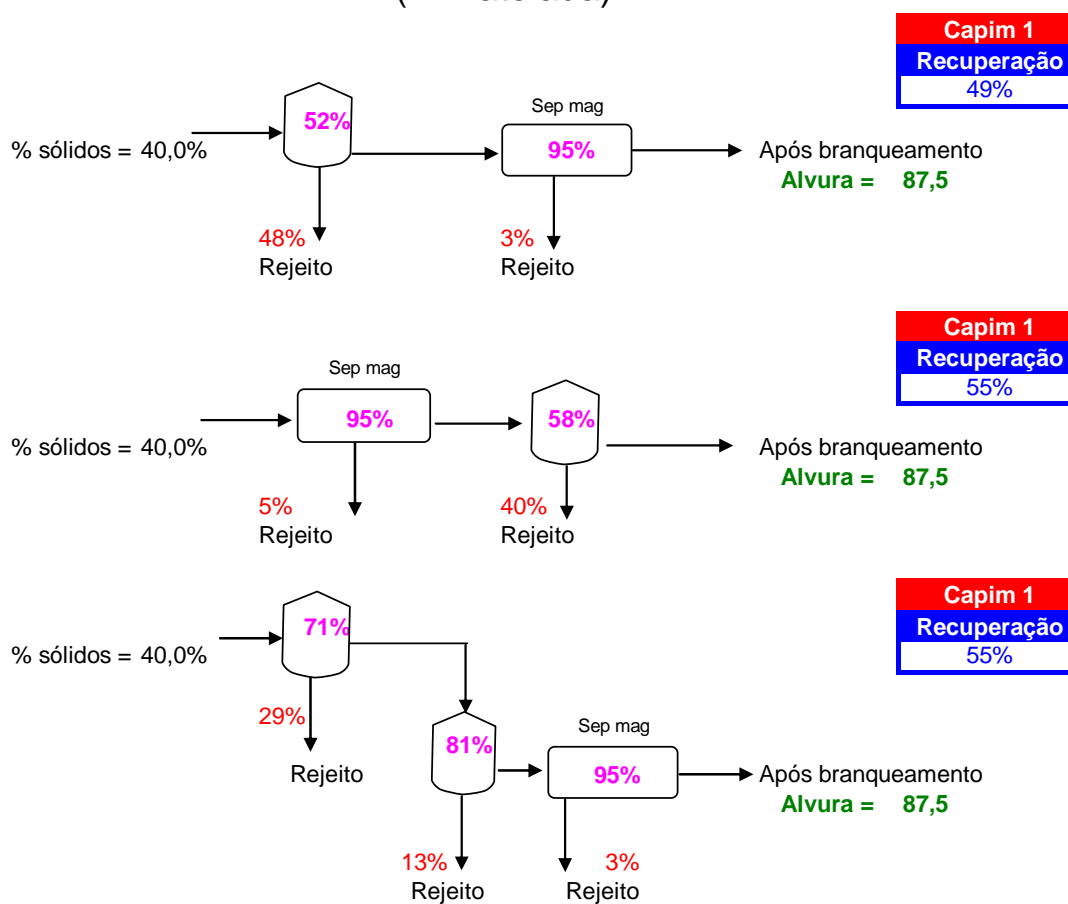 Capim 1
Recuperação
49%
52%
Sep mag
95%
% sólidos = 40,0%
Após branqueamento
Alvura = 87,5
48%
Rejeito
3%
Rejeito
Capim 1
Recuperação
55%
Sep mag
95%
58%
% sólidos = 40,0%
Após branqueamento
Alvura = 87,5
5%
Rejeito
40%
Rejeito
Capim 1
Recuperação
55%
71%
% sólidos = 40,0%
29%
Rejeito
81%
Sep mag
95%
Após branqueamento
Alvura = 87,5
13%
Rejeito
3%
Rejeito